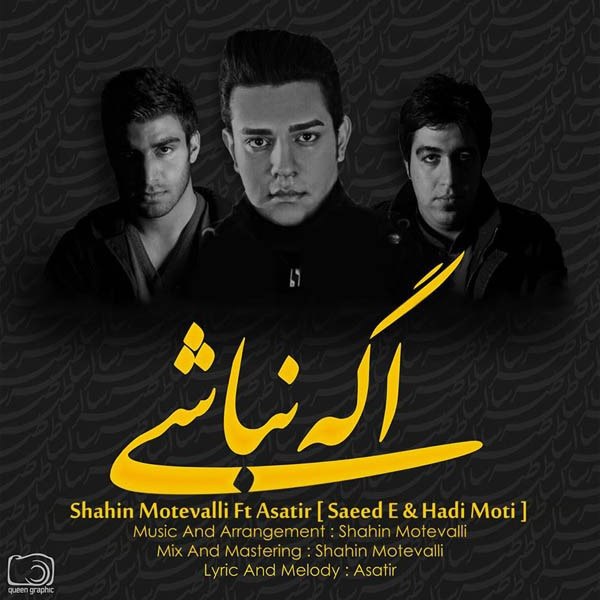 اگه نباشی
Shahin Motevalli Ft Asatir [ Saeed E & Hadi Moti ]
Music And Arrangement : Shahin Motevalli
Mix And Mastering : Shahin Motevalli
Lyric And Melody : Asatir
queen graphic